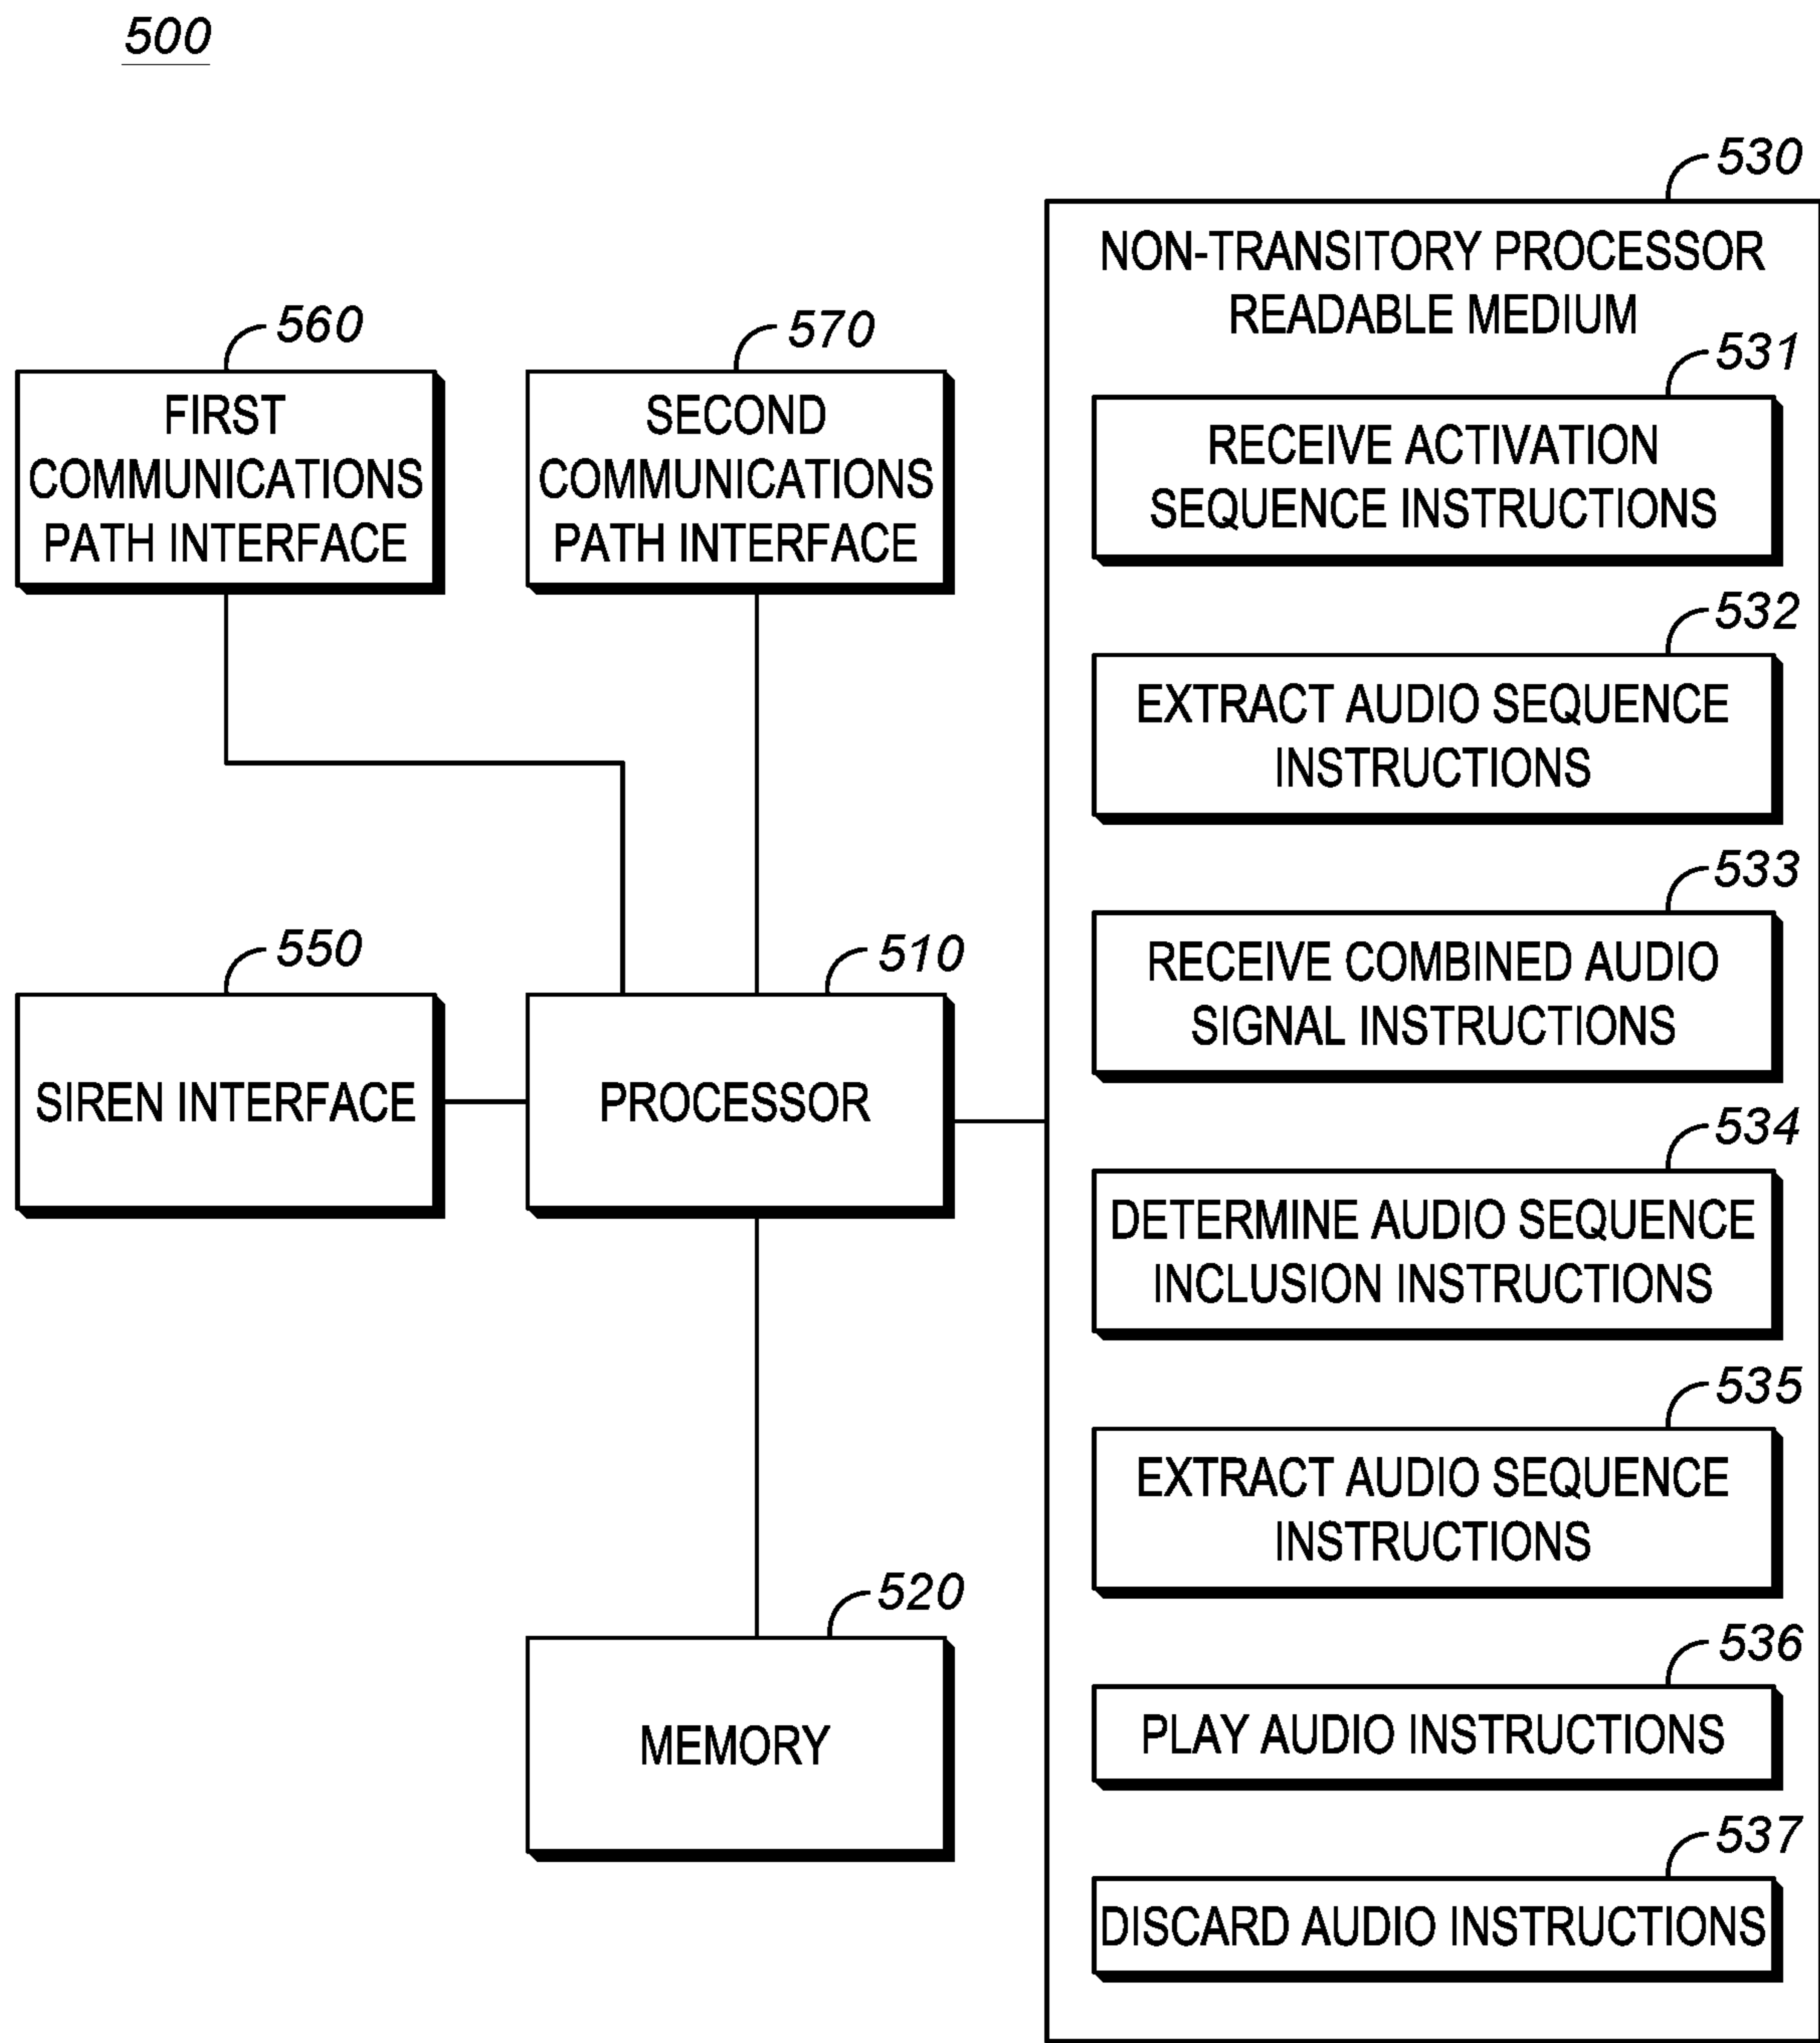 500
530
NON-TRANSITORY PROCESSOR
READABLE MEDIUM
560
FIRST
COMMUNICATIONS
PATH INTERFACE
570
SECOND
COMMUNICATIONS
PATH INTERFACE
531
RECEIVE ACTIVATION
SEQUENCE INSTRUCTIONS
532
EXTRACT AUDIO SEQUENCE
INSTRUCTIONS
533
RECEIVE COMBINED AUDIO
SIGNAL INSTRUCTIONS
550
SIREN INTERFACE
510
PROCESSOR
534
DETERMINE AUDIO SEQUENCE
INCLUSION INSTRUCTIONS
535
EXTRACT AUDIO SEQUENCE
INSTRUCTIONS
520
MEMORY
536
PLAY AUDIO INSTRUCTIONS
537
DISCARD AUDIO INSTRUCTIONS